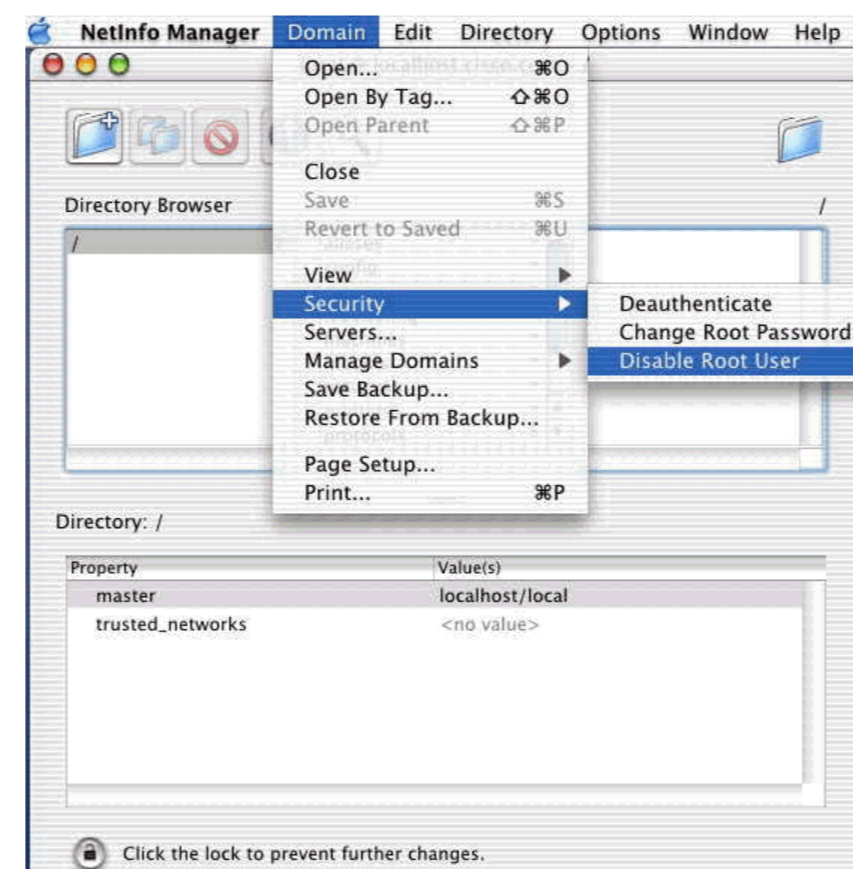 NetInfo Manager Domain Edit Directory Options Window Help
Open... ⌘O
Open By Tag... ⇧⌘O
Open Parent ⇧⌘P
Close
Save ⌘S
Revert to Saved ⌘U
View
Security
Servers...
Manage Domains
Save Backup...
Restore From Backup...
Page Setup...
Print... ⌘P
Deauthenticate
Change Root Password
Disable Root User
Directory Browser /
/
Directory: /
Property Value(s)
master localhost/local
trusted_networks <no value>
Click the lock to prevent further changes.